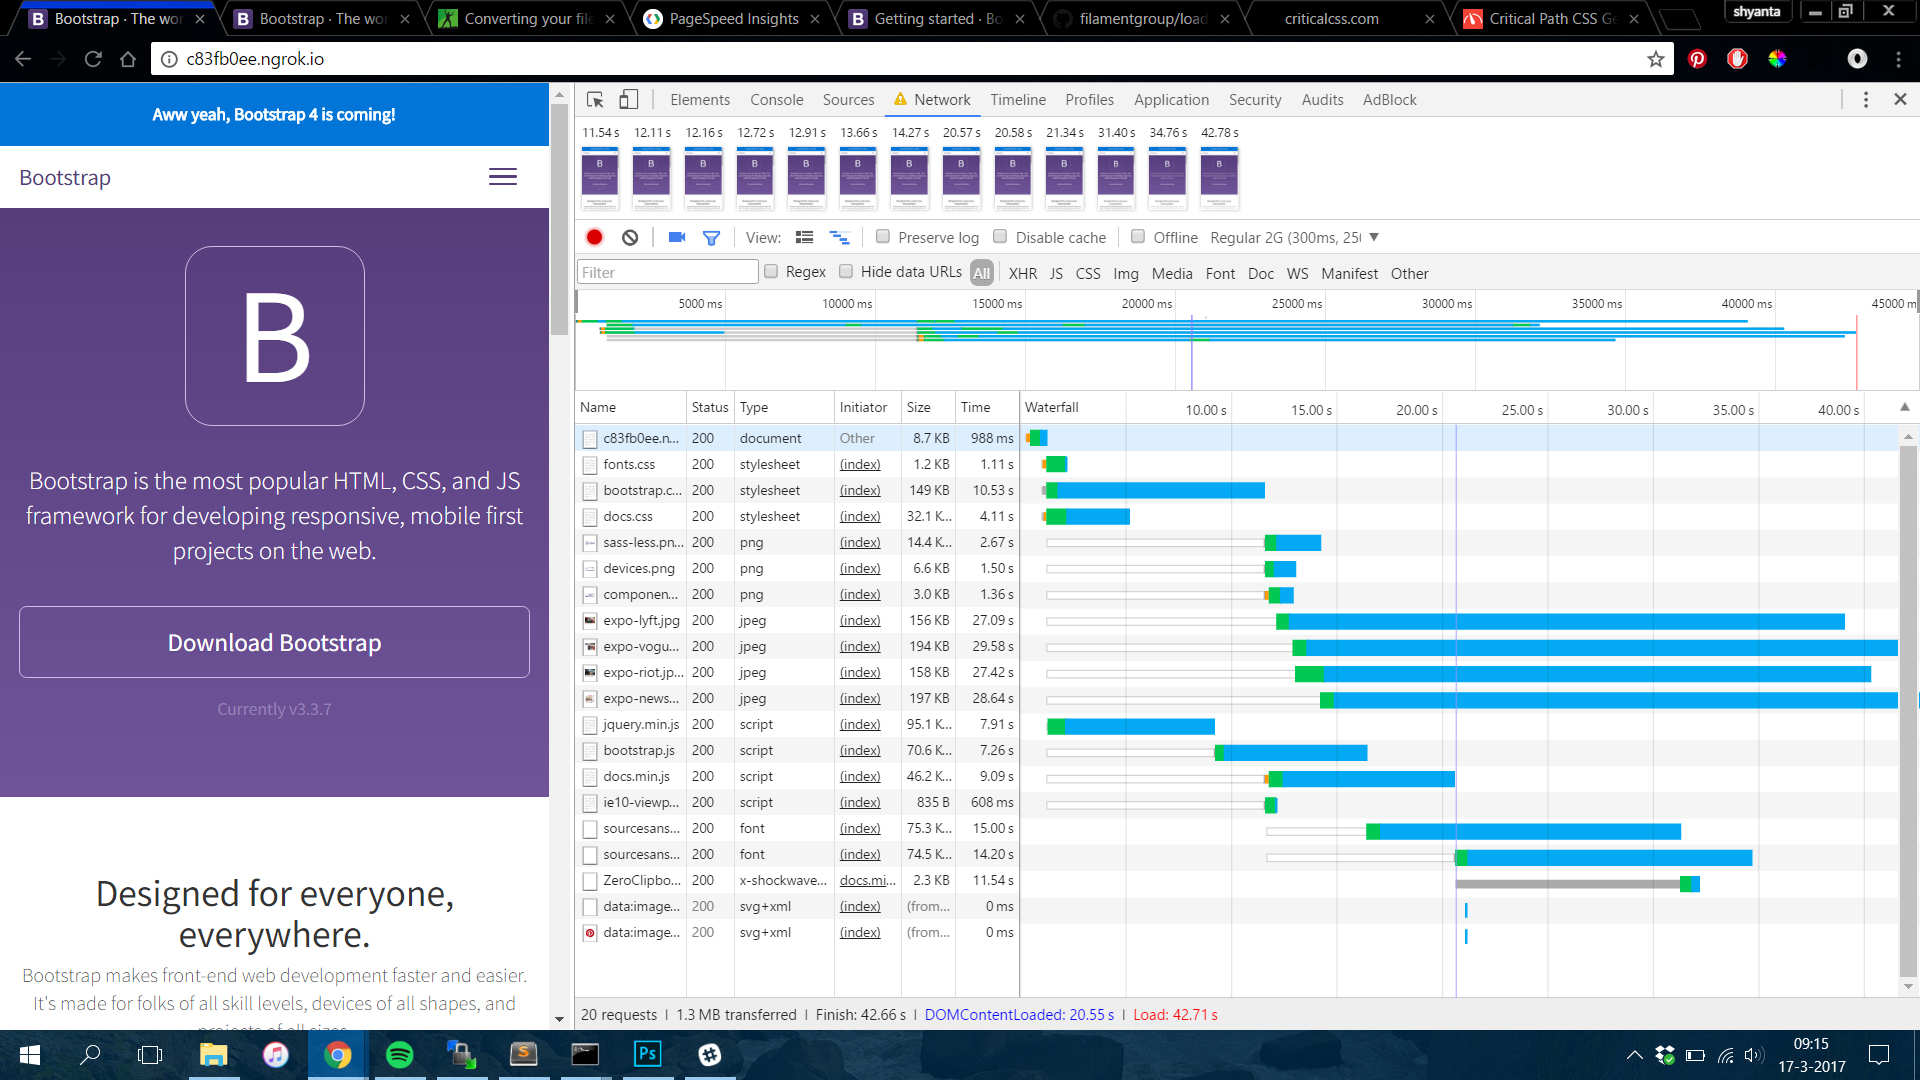 Bootstrap · The wor
Bootstrap · The wor
Converting your file
PageSpeed Insights
Getting started · Bo
filamentgroup/load
criticalcss.com
Critical Path CSS Ge
shyanta
c83fb0ee.ngrok.io
Aww yeah, Bootstrap 4 is coming!
Bootstrap
B
Bootstrap is the most popular HTML, CSS, and JS
framework for developing responsive, mobile first
projects on the web.
Download Bootstrap
Currently v3.3.7
Designed for everyone,
everywhere.
Bootstrap makes front-end web development faster and easier.
It's made for folks of all skill levels, devices of all shapes, and
projects of all sizes.
Elements Console Sources Network Timeline Profiles Application Security Audits AdBlock
11.54 s 12.11 s 12.16 s 12.72 s 12.91 s 13.66 s 14.27 s 20.57 s 20.58 s 21.34 s 31.40 s 34.76 s 42.78 s
View: Preserve log Disable cache Offline Regular 2G (300ms, 250
Filter Regex Hide data URLs All XHR JS CSS Img Media Font Doc WS Manifest Other
5000 ms 10000 ms 15000 ms 20000 ms 25000 ms 30000 ms 35000 ms 40000 ms 45000 m
Name Status Type Initiator Size Time Waterfall 10.00 s 15.00 s 20.00 s 25.00 s 30.00 s 35.00 s 40.00 s
c83fb0ee.n... 200 document Other 8.7 KB 988 ms
fonts.css 200 stylesheet (index) 1.2 KB 1.11 s
bootstrap.c... 200 stylesheet (index) 149 KB 10.53 s
docs.css 200 stylesheet (index) 32.1 K... 4.11 s
sass-less.pn... 200 png (index) 14.4 K... 2.67 s
devices.png 200 png (index) 6.6 KB 1.50 s
componen... 200 png (index) 3.0 KB 1.36 s
expo-lyft.jpg 200 jpeg (index) 156 KB 27.09 s
expo-vogu... 200 jpeg (index) 194 KB 29.58 s
expo-riot.jp... 200 jpeg (index) 158 KB 27.42 s
expo-news... 200 jpeg (index) 197 KB 28.64 s
jquery.min.js 200 script (index) 95.1 K... 7.91 s
bootstrap.js 200 script (index) 70.6 K... 7.26 s
docs.min.js 200 script (index) 46.2 K... 9.09 s
ie10-viewp... 200 script (index) 835 B 608 ms
sourcesans... 200 font (index) 75.3 K... 15.00 s
sourcesans... 200 font (index) 74.5 K... 14.20 s
ZeroClipbo... 200 x-shockwave... docs.mi... 2.3 KB 11.54 s
data:image... 200 svg+xml (index) (from... 0 ms
data:image... 200 svg+xml (index) (from... 0 ms
20 requests | 1.3 MB transferred | Finish: 42.66 s | DOMContentLoaded: 20.55 s | Load: 42.71 s
Ps
09:15
17-3-2017